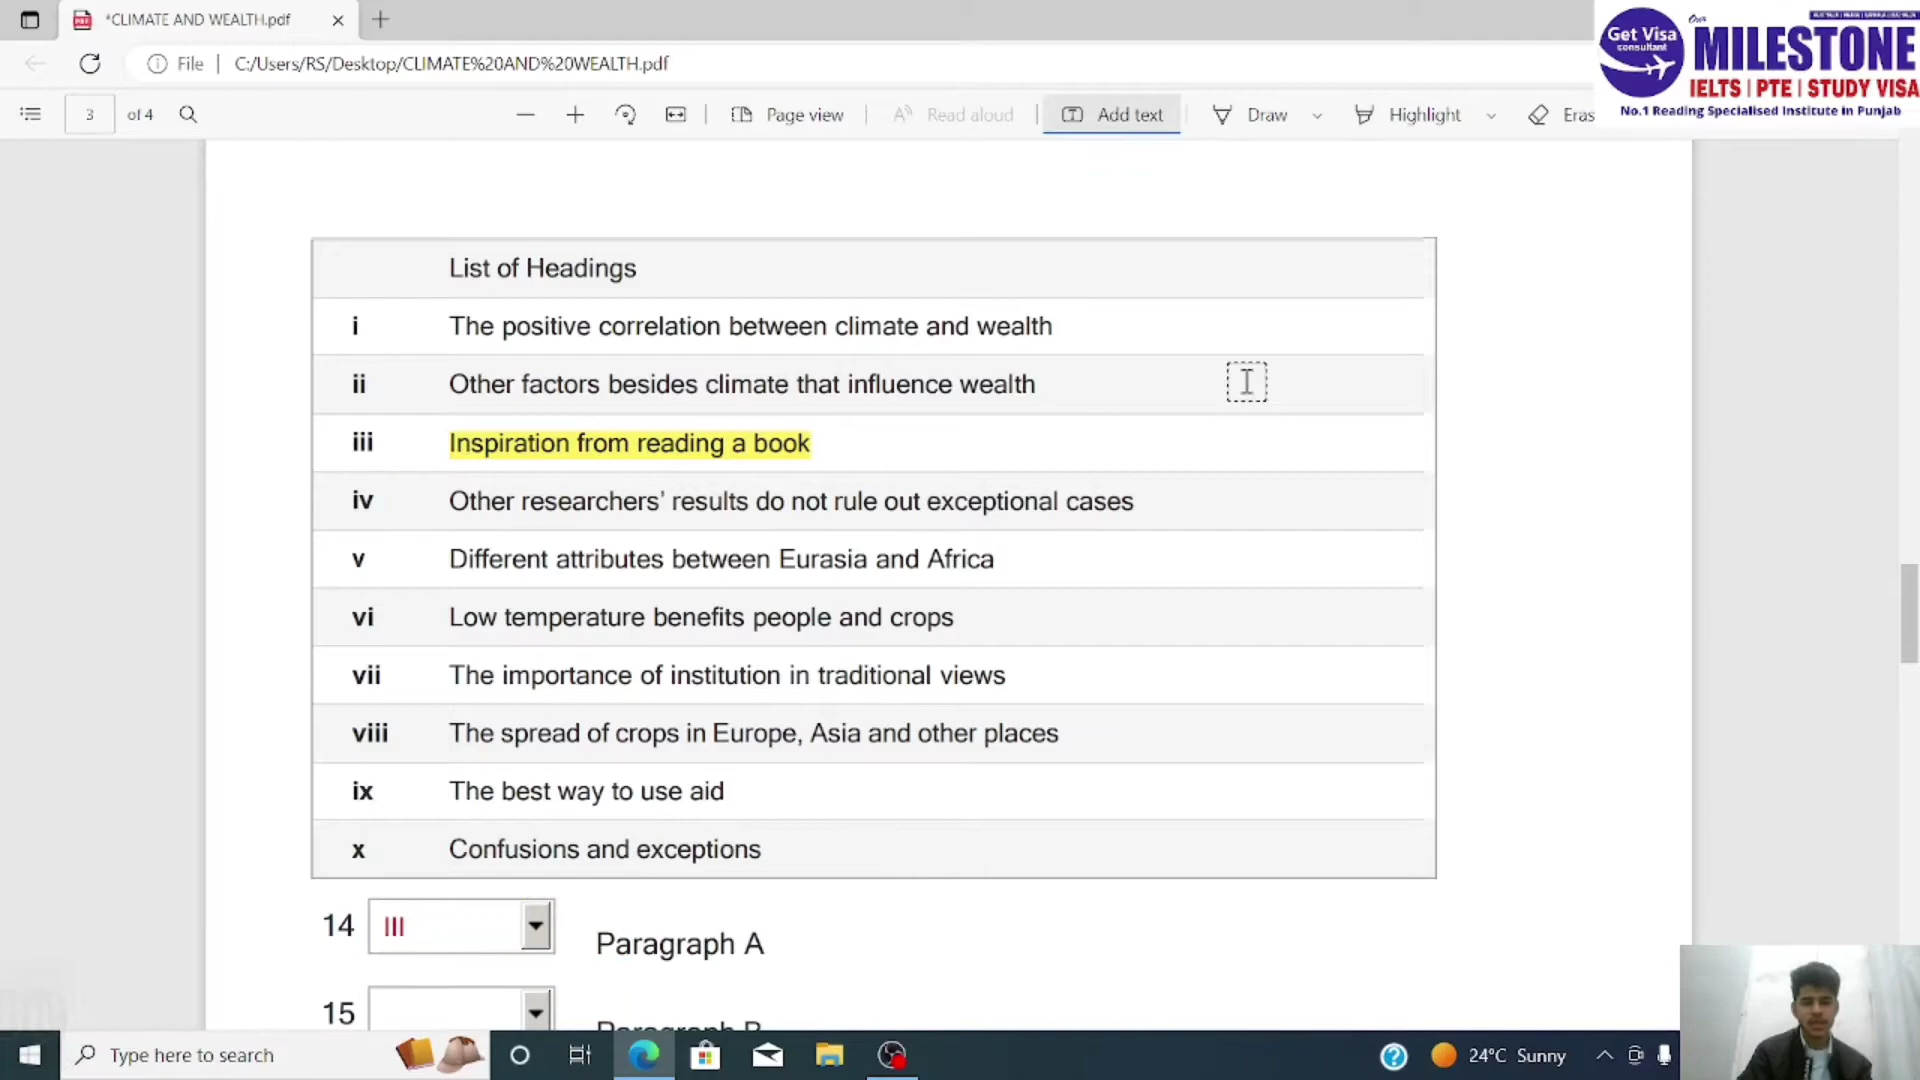 *CLIMATE AND WEALTH.pdf
File
C:/Users/RS/Desktop/CLIMATE%20AND%20WEALTH.pdf
Our
Get Visa
consultant
MILESTONE
IELTS | PTE | STUDY VISA
No.1 Reading Specialised Institute in Punjab
3 of 4
Page view
Read aloud
Add text
Draw
Highlight
Eras
List of Headings
i The positive correlation between climate and wealth
ii Other factors besides climate that influence wealth
iii Inspiration from reading a book
iv Other researchers’ results do not rule out exceptional cases
v Different attributes between Eurasia and Africa
vi Low temperature benefits people and crops
vii The importance of institution in traditional views
viii The spread of crops in Europe, Asia and other places
ix The best way to use aid
x Confusions and exceptions
14 III Paragraph A
15 Paragraph B
Type here to search
24°C Sunny